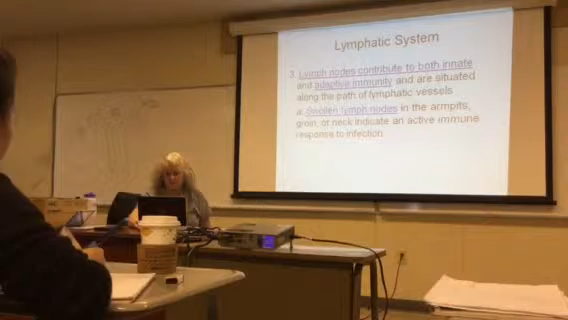 Lymphatic System
3. Lymph nodes contribute to both innate
and adaptive immunity and are situated
along the path of lymphatic vessels
a. Swollen lymph nodes in the armpits,
groin, or neck indicate an active immune
response to infection